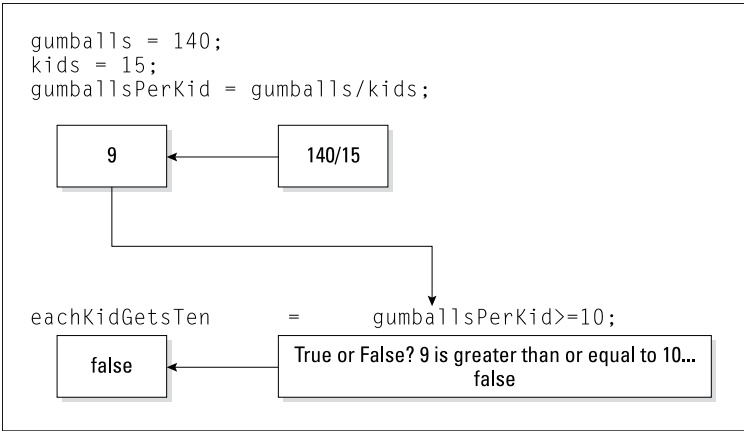 gumballs = 140;
kids = 15;
gumballsPerKid = gumballs/kids;
9
140/15
eachKidGetsTen = gumballsPerKid>=10;
false
True or False? 9 is greater than or equal to 10...
false